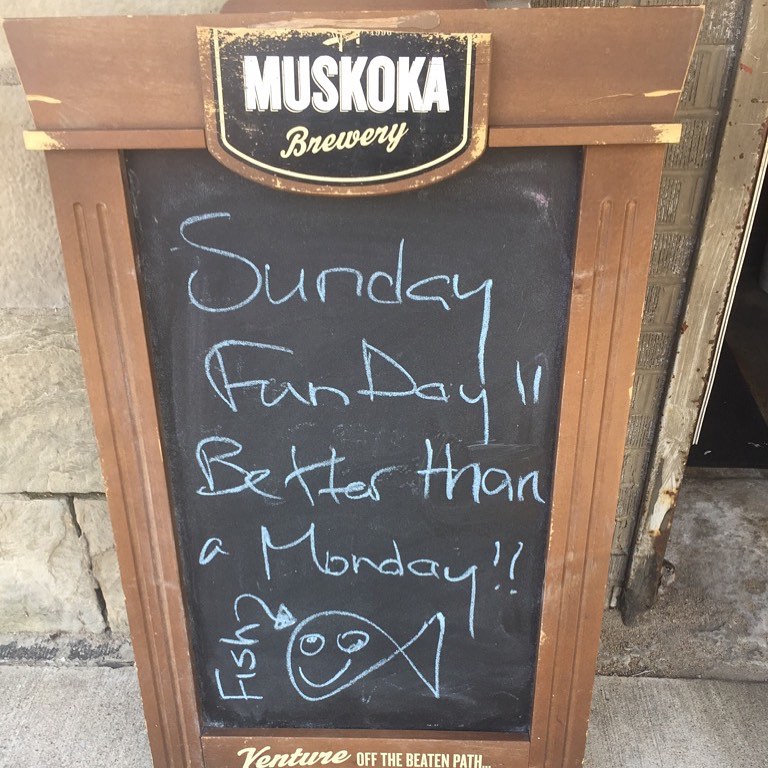 MUSKOKA
Brewery
Sunday
Fun Day !!
Better than
a Monday!!
Fish
Venture OFF THE BEATEN PATH...